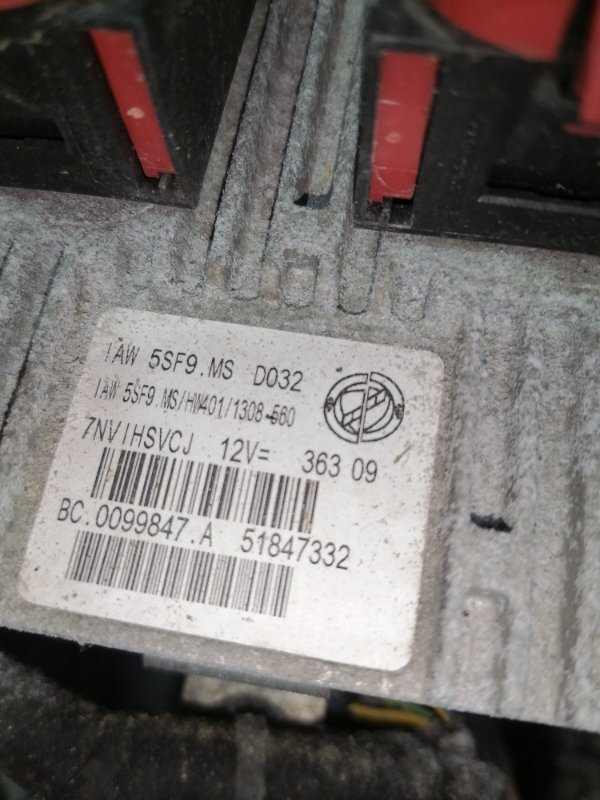 IAW 5SF9.MS D032
IAW 5SF9.MS/HW401/1308-560
7NVIHSVCJ 12V= 363 09
BC.0099847.A 51847332